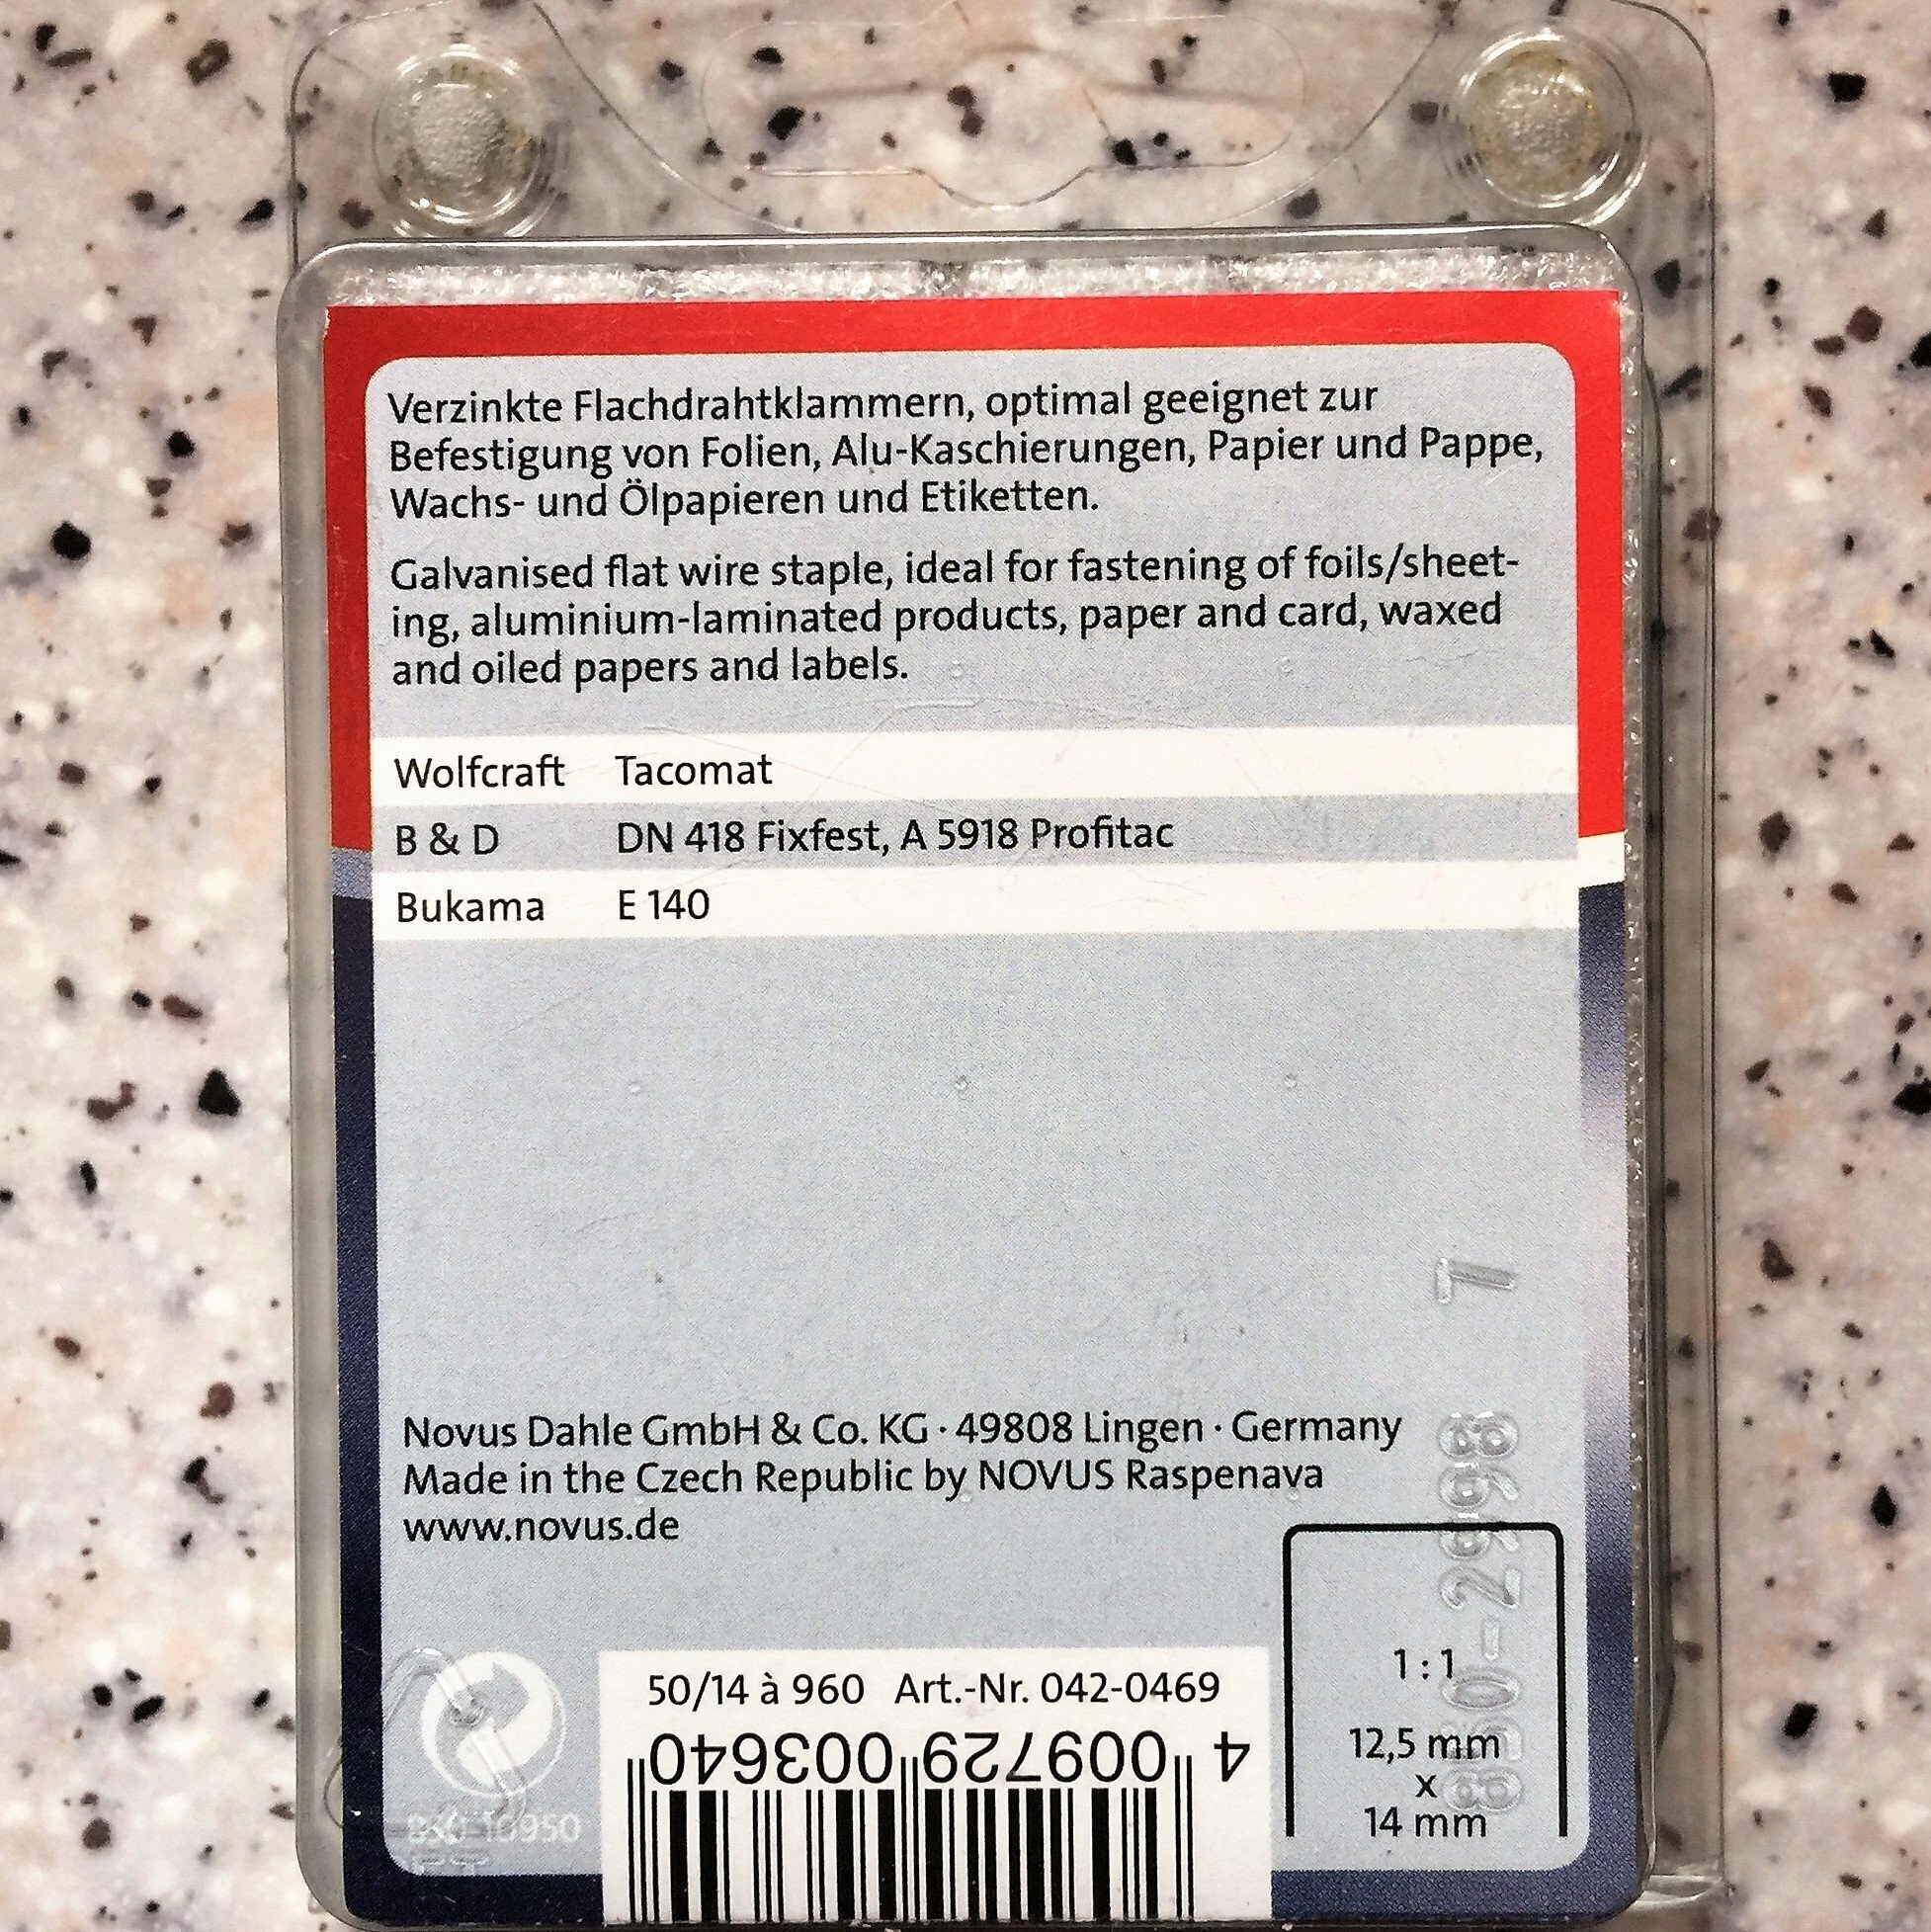 Verzinkte Flachdrahtklammern, optimal geeignet zur
Befestigung von Folien, Alu-Kaschierungen, Papier und Pappe,
Wachs- und Ölpapieren und Etiketten.
Galvanised flat wire staple, ideal for fastening of foils/sheet-
ing, aluminium-laminated products, paper and card, waxed
and oiled papers and labels.
Wolfcraft Tacomat
B & D DN 418 Fixfest, A 5918 Profitac
Bukama E 140
Novus Dahle GmbH & Co. KG · 49808 Lingen · Germany
Made in the Czech Republic by NOVUS Raspenava
www.novus.de
50/14 à 960 Art.-Nr. 042-0469
4 009729 003640
1 : 1
12,5 mm
x
14 mm
7